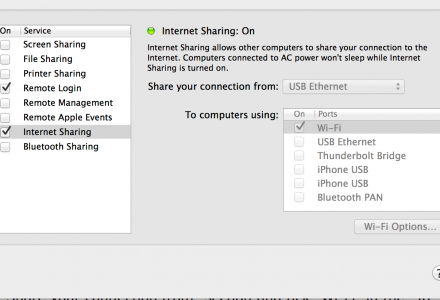 On Service
Screen Sharing
File Sharing
Printer Sharing
Remote Login
Remote Management
Remote Apple Events
Internet Sharing
Bluetooth Sharing
Internet Sharing: On
Internet Sharing allows other computers to share your connection to the
Internet. Computers connected to AC power won't sleep while Internet
Sharing is turned on.
Share your connection from: USB Ethernet
To computers using:
On Ports
Wi-Fi
USB Ethernet
Thunderbolt Bridge
iPhone USB
iPhone USB
Bluetooth PAN
Wi-Fi Options...
?